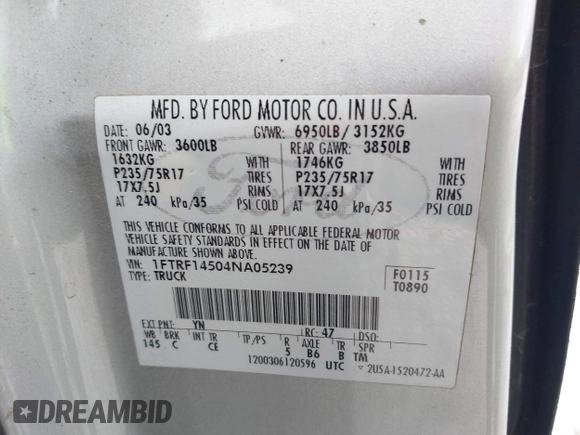 MFD. BY FORD MOTOR CO. IN U.S.A.
DATE: 06/03 GVWR: 6950LB/ 3152KG
FRONT GAWR: 3600LB REAR GAWR: 3850LB
1632KG WITH 1746KG WITH
P235/75R17 TIRES P235/75R17 TIRES
17X7.5J RIMS 17X7.5J RIMS
AT 240 kPa/35 PSI COLD AT 240 kPa/35 PSI COLD
THIS VEHICLE CONFORMS TO ALL APPLICABLE FEDERAL MOTOR
VEHICLE SAFETY STANDARDS IN EFFECT ON THE DATE OF
MANUFACTURE SHOWN ABOVE.
VIN: 1FTRF14504NA05239
TYPE: TRUCK
F0115
T0890
EXT PNT: YN RC: 47 DSO:
WB BRK INT TR TP/PS R AXLE TR SPR
145 C CE 5 B6 B TM
1200306120596 UTC 2U5A-1520472-AA
Ford
DREAMBID